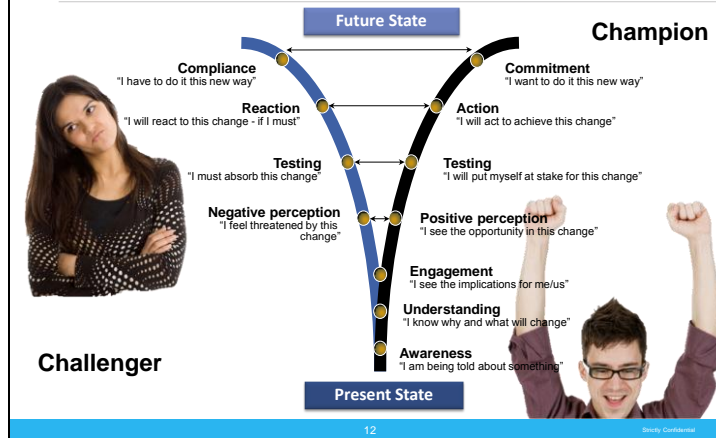 Future State
Champion
Compliance
“I have to do it this new way”
Commitment
“I want to do it this new way”
Reaction
“I will react to this change - if I must”
Action
“I will act to achieve this change”
Testing
“I must absorb this change”
Testing
“I will put myself at stake for this change”
Negative perception
“I feel threatened by this
change”
Positive perception
“I see the opportunity in this change”
Engagement
“I see the implications for me/us”
Understanding
“I know why and what will change”
Awareness
“I am being told about something”
Challenger
Present State
12
Strictly Confidential